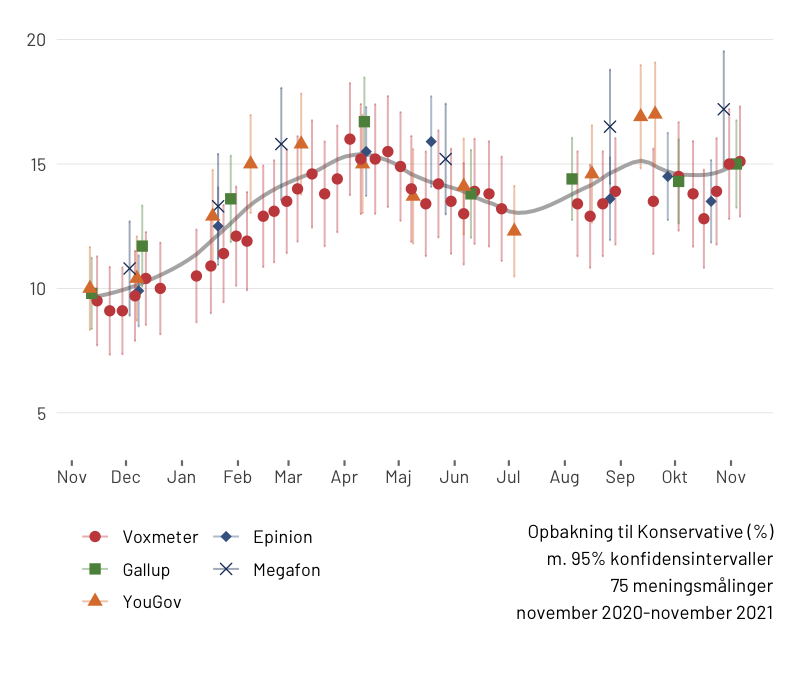 20
15
10
5
Nov Dec Jan Feb Mar Apr Maj Jun Jul Aug Sep Okt Nov
Voxmeter Epinion
Gallup Megafon
YouGov
Opbakning til Konservative (%)
m. 95% konfidensintervaller
75 meningsmålinger
november 2020-november 2021